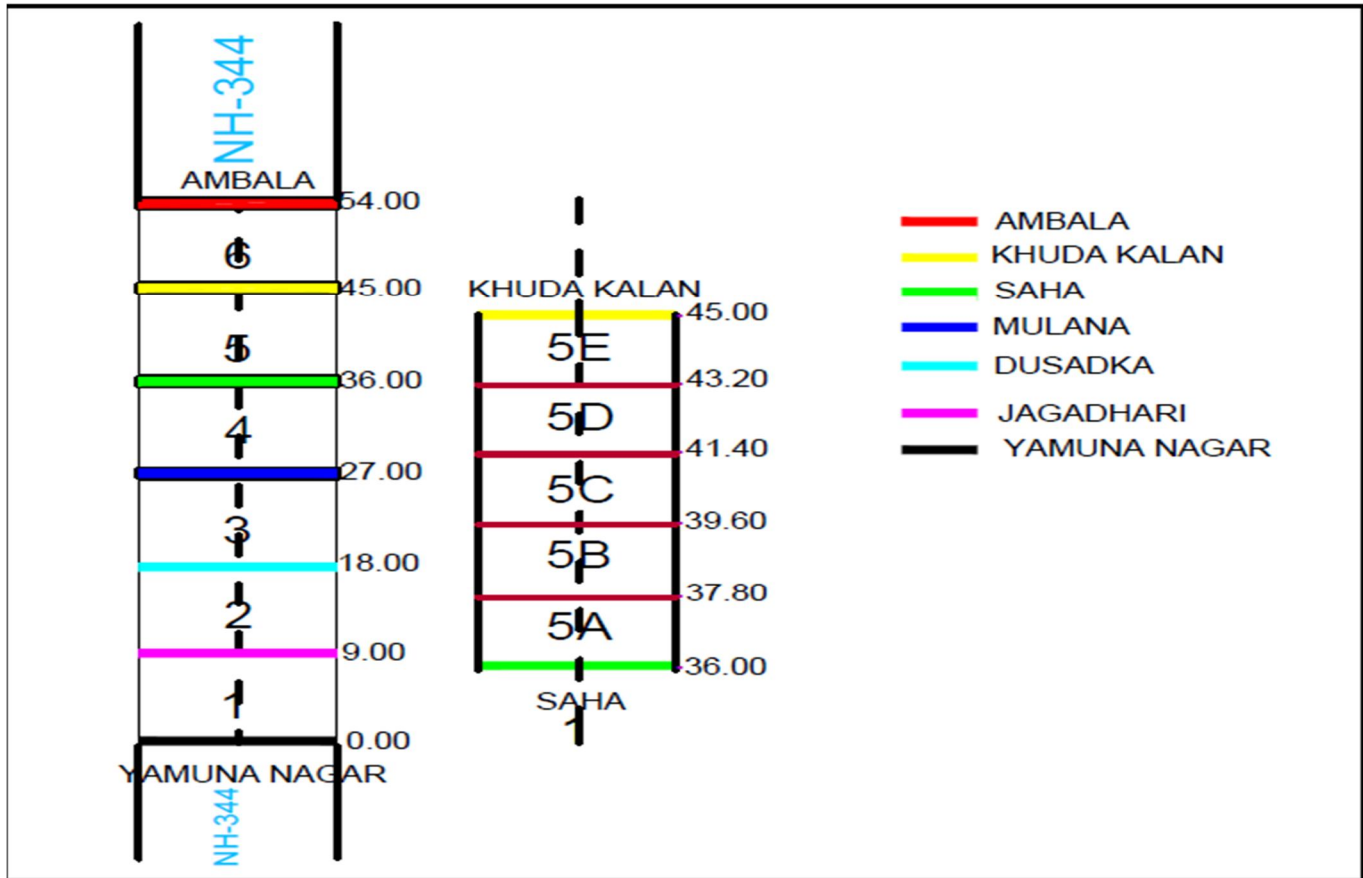 NH-344
AMBALA
54.00
6
45.00
5
36.00
4
27.00
3
18.00
2
9.00
1
0.00
YAMUNA NAGAR
NH-344
KHUDA KALAN
45.00
5E
43.20
5D
41.40
5C
39.60
5B
37.80
5A
36.00
SAHA
1
AMBALA
KHUDA KALAN
SAHA
MULANA
DUSADKA
JAGADHARI
YAMUNA NAGAR